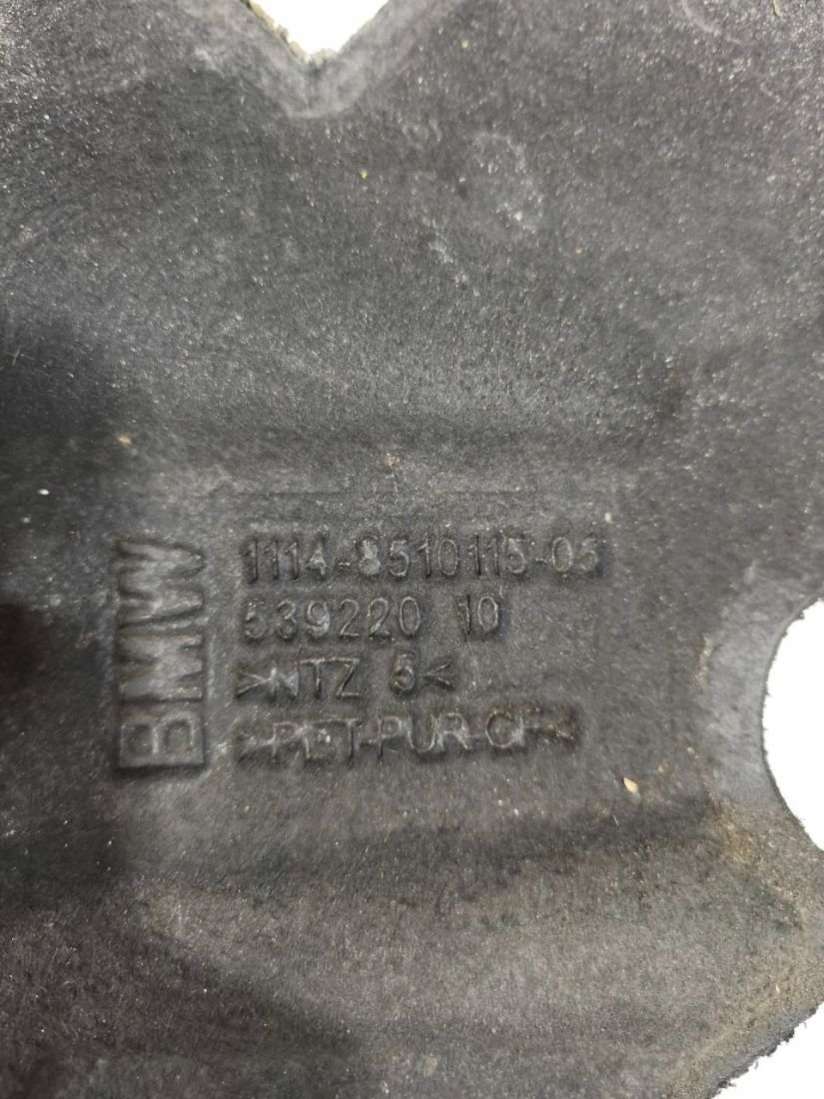 BMW
1114-8510115-05
539220 10
>NTZ 5<
>PET-PUR-CF<